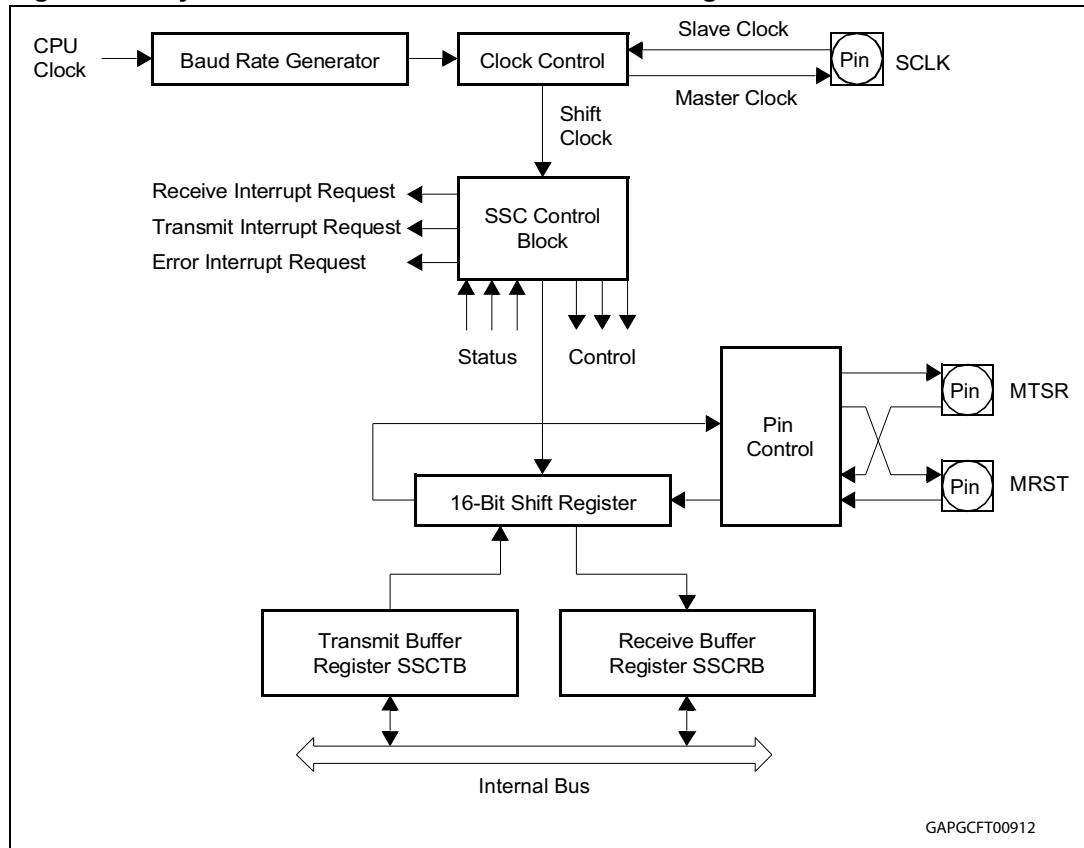 CPU
Clock
Baud Rate Generator
Clock Control
Slave Clock
Pin
SCLK
Master Clock
Shift
Clock
Receive Interrupt Request
Transmit Interrupt Request
Error Interrupt Request
SSC Control
Block
Status
Control
Pin
Control
Pin
MTSR
Pin
MRST
16-Bit Shift Register
Transmit Buffer
Register SSCTB
Receive Buffer
Register SSCRB
Internal Bus
GAPGCFT00912